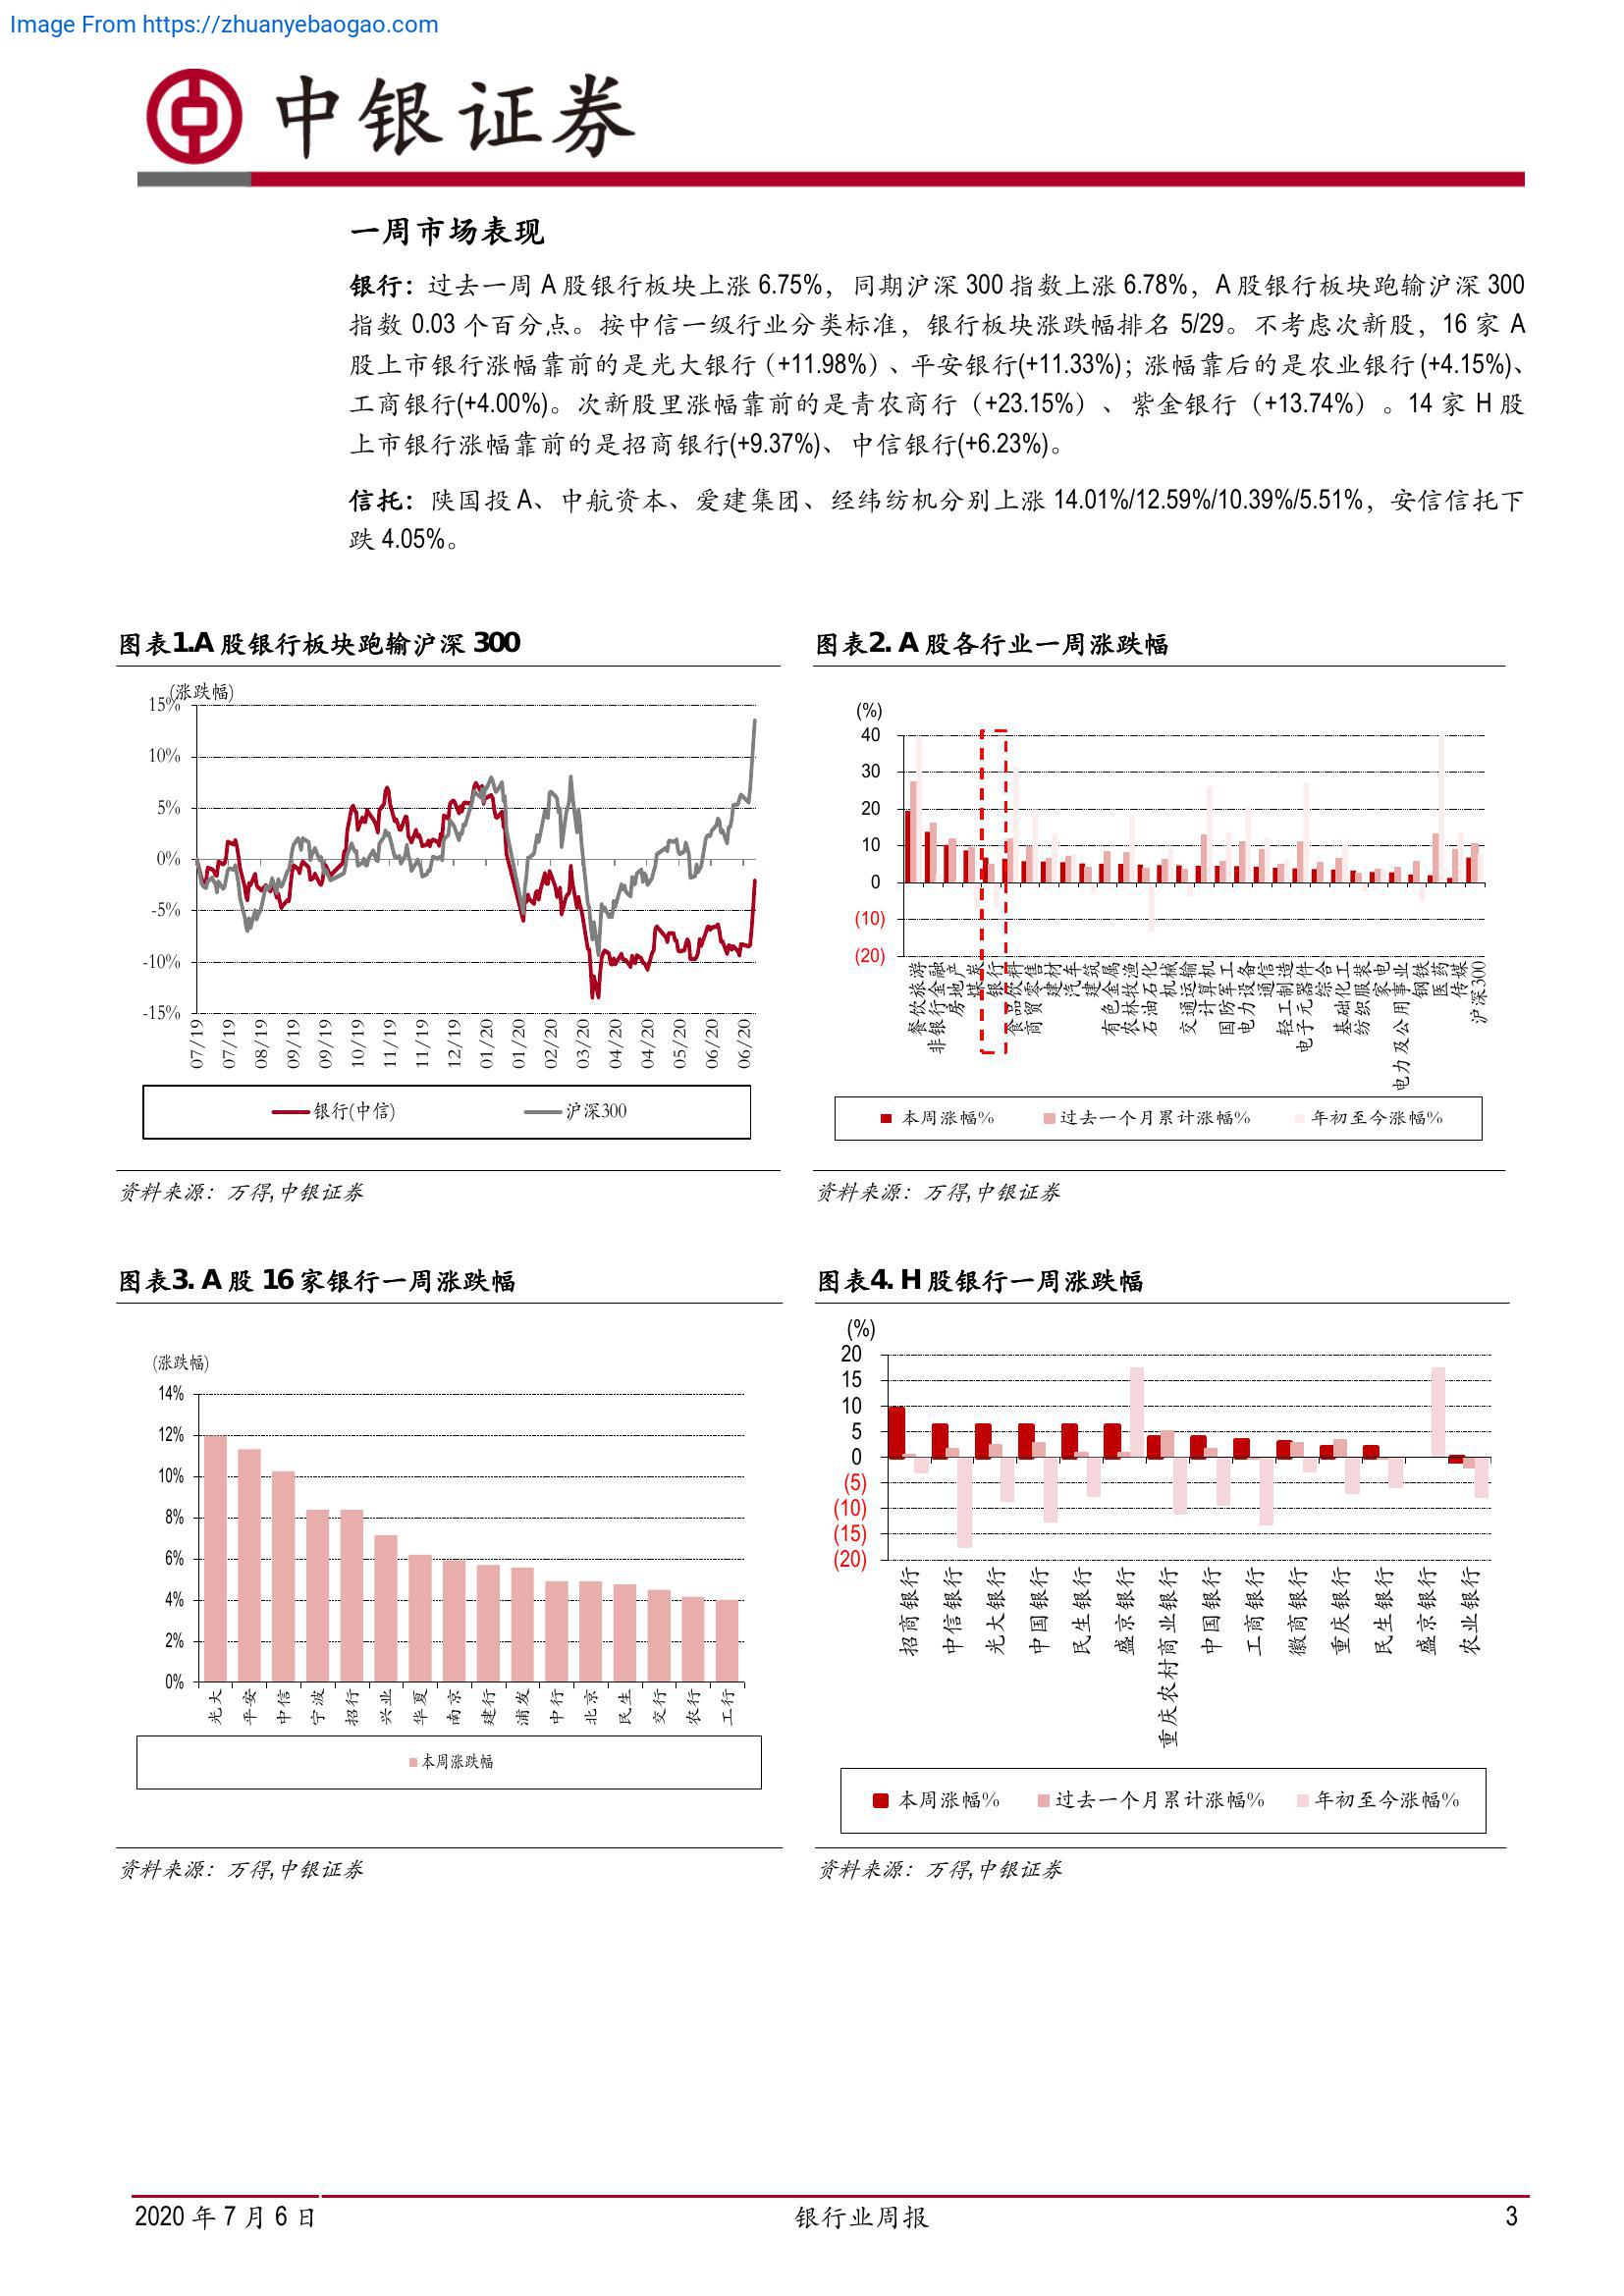 Image From https://zhuanyebaogao.com
中银证券
一周市场表现
银行：过去一周 A 股银行板块上涨 6.75%，同期沪深 300 指数上涨 6.78%，A 股银行板块跑输沪深 300
指数 0.03 个百分点。按中信一级行业分类标准，银行板块涨跌幅排名 5/29。不考虑次新股，16 家 A
股上市银行涨幅靠前的是光大银行（+11.98%）、平安银行(+11.33%)；涨幅靠后的是农业银行 (+4.15%)、
工商银行(+4.00%)。次新股里涨幅靠前的是青农商行（+23.15%）、紫金银行（+13.74%）。14 家 H 股
上市银行涨幅靠前的是招商银行(+9.37%)、中信银行(+6.23%)。
信托：陕国投 A、中航资本、爱建集团、经纬纺机分别上涨 14.01%/12.59%/10.39%/5.51%，安信信托下
跌 4.05%。
图表1.A 股银行板块跑输沪深 300
(涨跌幅)
15%
10%
5%
0%
-5%
-10%
-15%
07/19
07/19
08/19
09/19
09/19
10/19
11/19
11/19
12/19
01/20
01/20
02/20
03/20
04/20
04/20
05/20
06/20
06/20
银行(中信)
沪深300
资料来源：万得,中银证券
图表2. A 股各行业一周涨跌幅
(%)
40
30
20
10
0
(10)
(20)
餐饮旅游
非银行金融
房地产
煤炭
银行
食品饮料
商贸零售
建材
汽车
建筑
有色金属
农林牧渔
石油石化
机械
交通运输
计算机
国防军工
电力设备
通信
轻工制造
电子元器件
综合
基础化工
纺织服装
家电
电力及公用事业
钢铁
医药
传媒
沪深300
本周涨幅%
过去一个月累计涨幅%
年初至今涨幅%
资料来源：万得,中银证券
图表3. A 股 16 家银行一周涨跌幅
(涨跌幅)
14%
12%
10%
8%
6%
4%
2%
0%
光大
平安
中信
宁波
招行
兴业
华夏
南京
建行
浦发
中行
北京
民生
交行
农行
工行
本周涨跌幅
资料来源：万得,中银证券
图表4. H 股银行一周涨跌幅
(%)
20
15
10
5
0
(5)
(10)
(15)
(20)
招商银行
中信银行
光大银行
中国银行
民生银行
盛京银行
重庆农村商业银行
中国银行
工商银行
徽商银行
重庆银行
民生银行
盛京银行
农业银行
本周涨幅%
过去一个月累计涨幅%
年初至今涨幅%
资料来源：万得,中银证券
2020 年 7 月 6 日
银行业周报
3